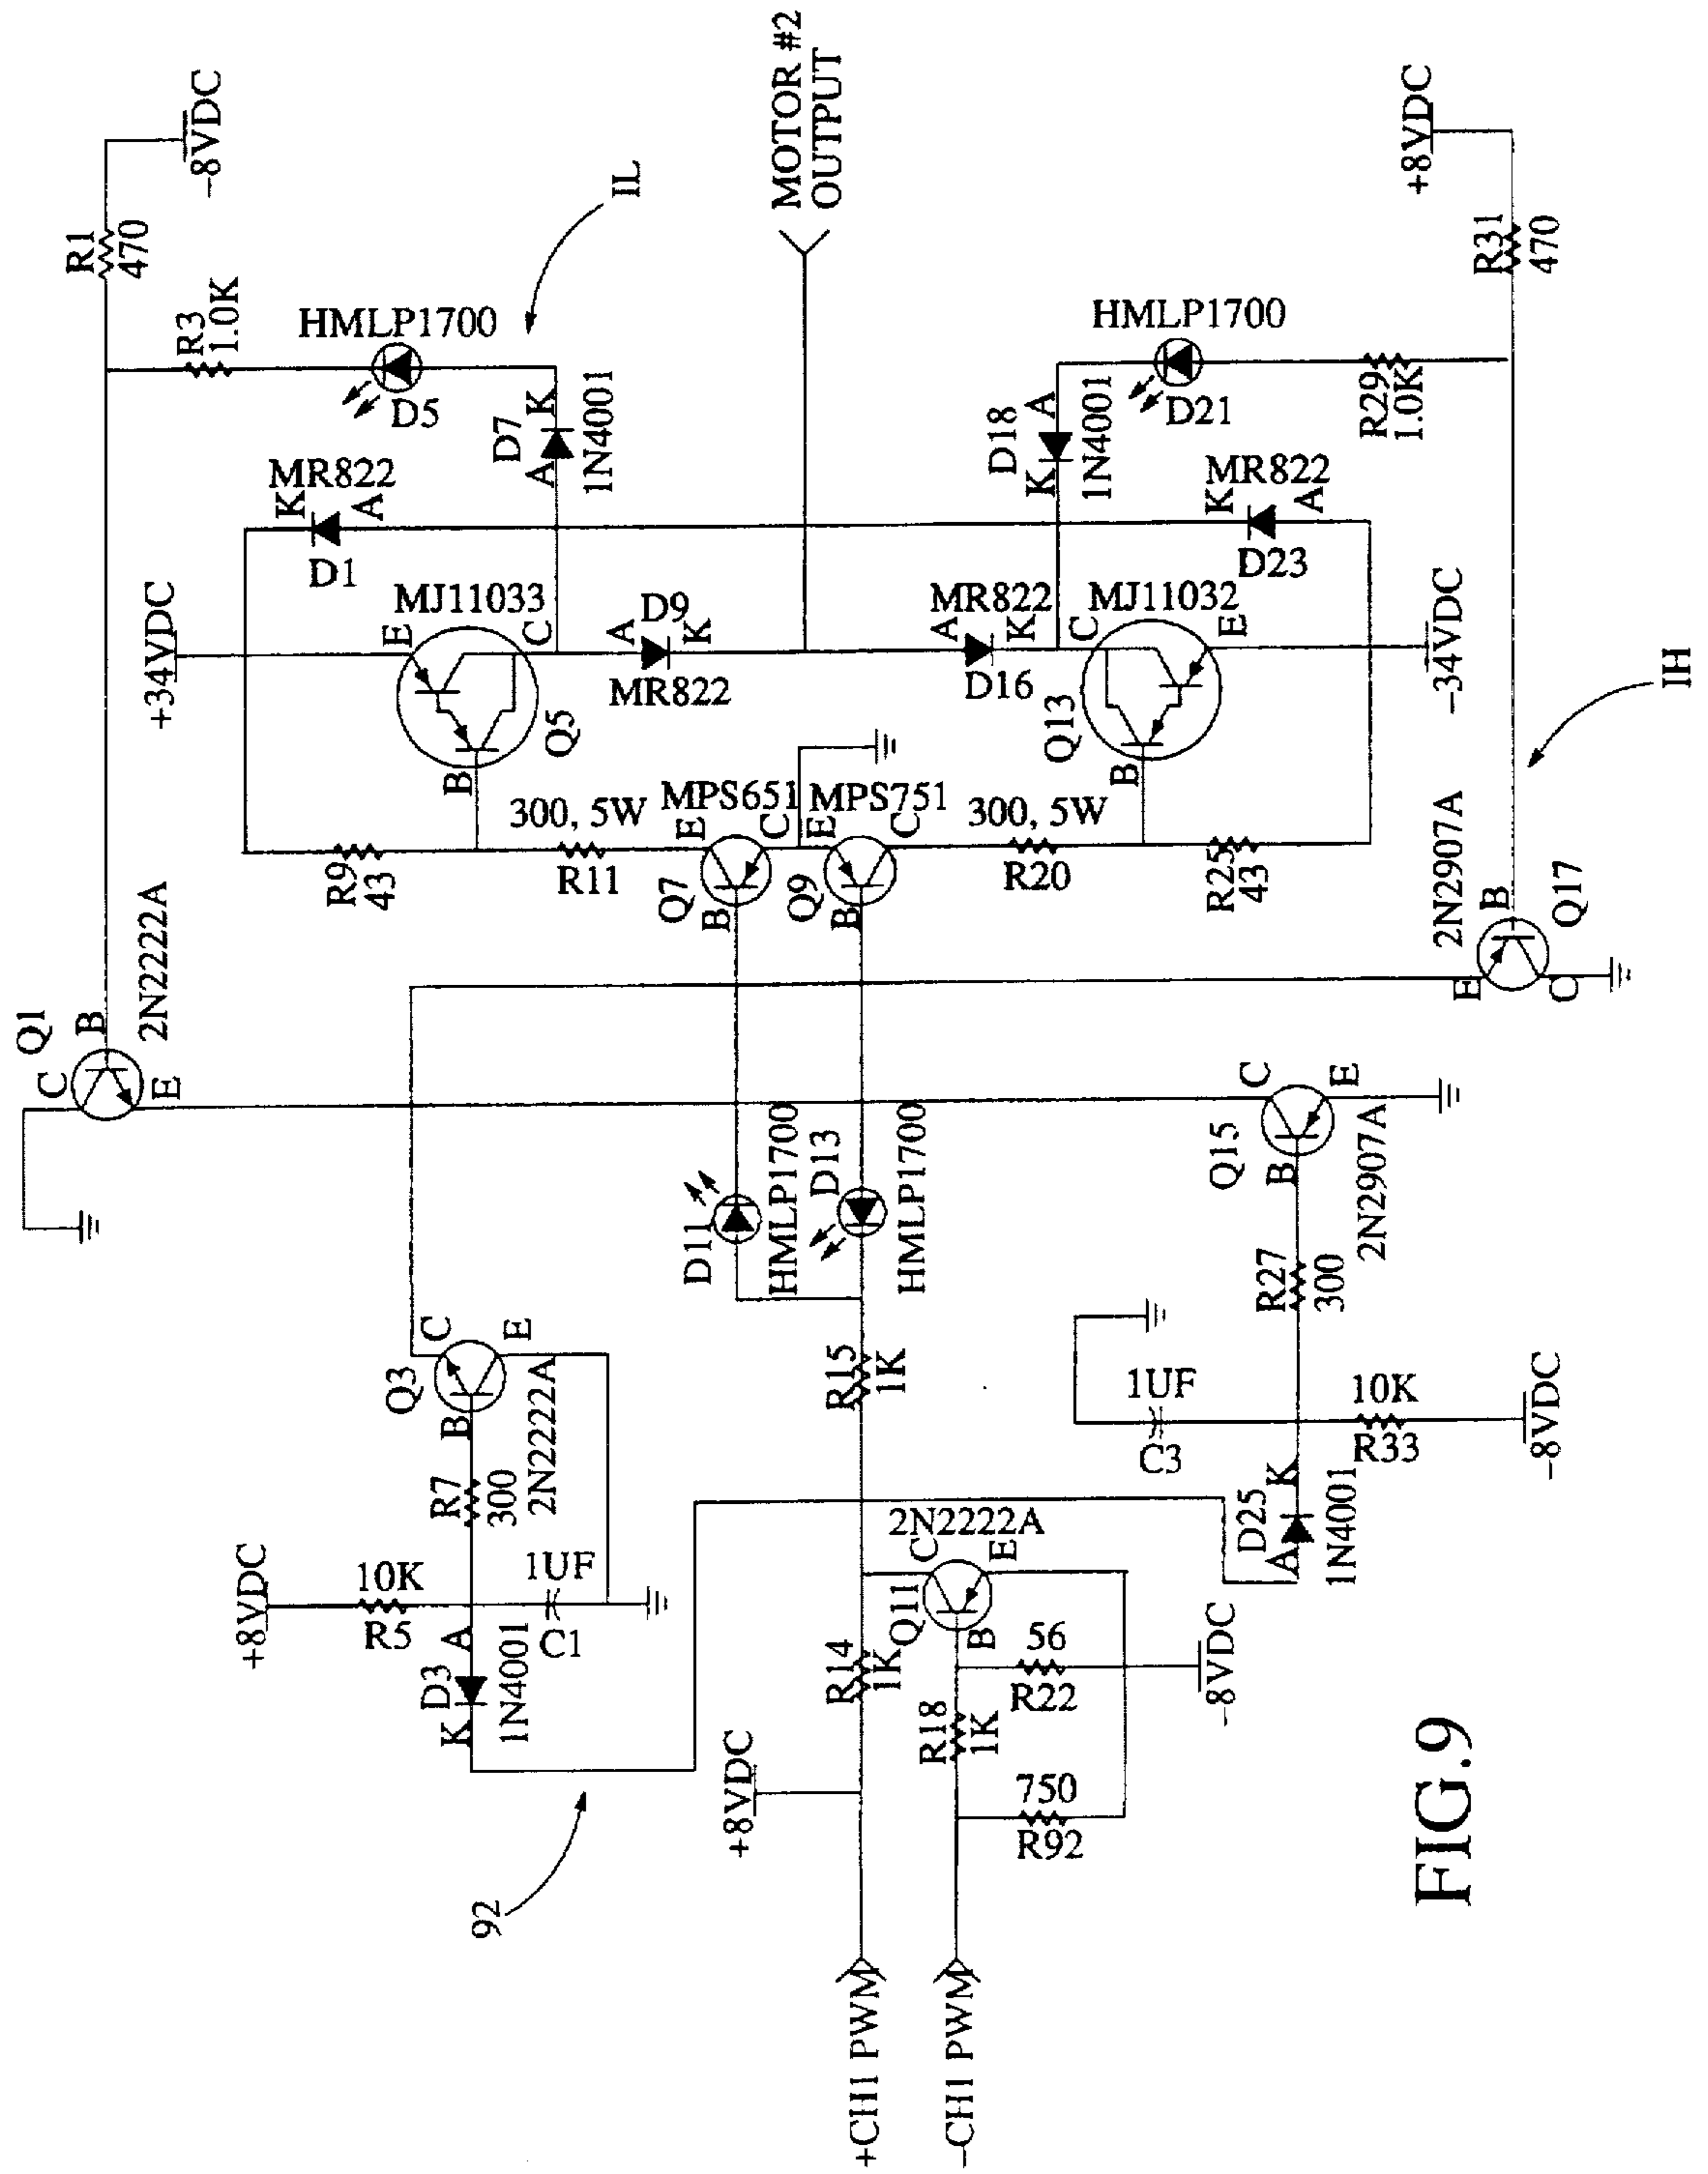 R1
470
–8VDC
R3
1.0K
HMLP1700
D5
IL
D7
A
K
1N4001
MOTOR #2
OUTPUT
MR822
K
A
D1
+34VDC
MJ11033
E
C
B
Q5
D9
A
K
MR822
MR822
A
K
D16
MJ11032
C
E
B
Q13
–34VDC
D18
K
A
1N4001
HMLP1700
D21
R29
1.0K
MR822
K
A
D23
+8VDC
R31
470
IH
R9
43
300, 5W
R11
MPS651
E
C
B
Q7
MPS751
E
C
B
Q9
300, 5W
R20
R25
43
2N2907A
B
E
C
Q17
Q1
B
C
E
2N2222A
D11
HMLP1700
D13
HMLP1700
Q15
C
E
B
2N2907A
R27
300
Q3
C
E
B
2N2222A
R7
300
R15
1K
1UF
C3
10K
R33
–8VDC
+8VDC
10K
R5
1UF
C1
D3
A
K
1N4001
2N2222A
C
E
B
Q11
D25
A
K
1N4001
R14
1K
+8VDC
R18
1K
56
R22
750
R92
–8VDC
92
+CH1 PWM
–CH1 PWM
FIG.9